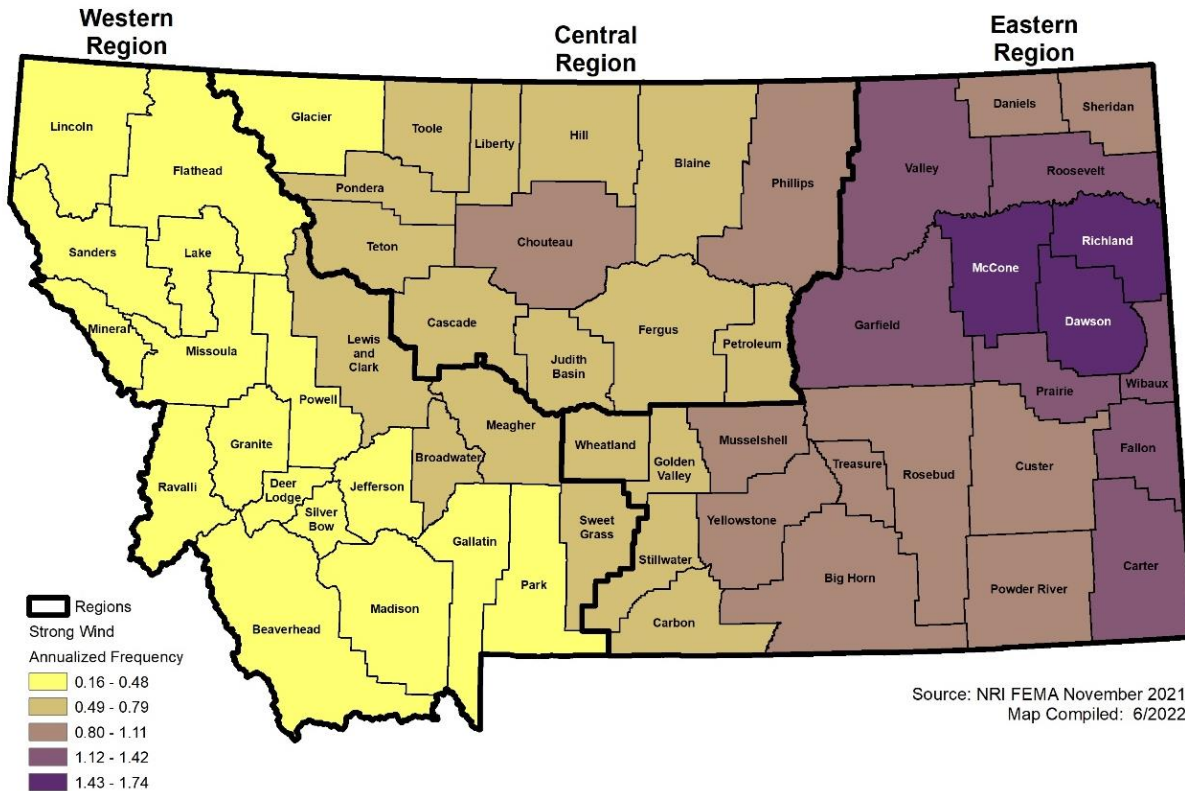 Western
Region
Central
Region
Eastern
Region
Lincoln
Flathead
Glacier
Toole
Liberty
Hill
Blaine
Phillips
Valley
Daniels
Sheridan
Roosevelt
Pondera
Teton
Chouteau
Sanders
Lake
McCone
Richland
Dawson
Mineral
Missoula
Lewis
and
Clark
Cascade
Judith
Basin
Fergus
Petroleum
Garfield
Prairie
Wibaux
Powell
Granite
Ravalli
Deer
Lodge
Silver
Bow
Jefferson
Broadwater
Meagher
Wheatland
Golden
Valley
Musselshell
Treasure
Rosebud
Custer
Fallon
Gallatin
Park
Sweet
Grass
Stillwater
Yellowstone
Big Horn
Powder River
Carter
Beaverhead
Madison
Carbon
Regions
Strong Wind
Annualized Frequency
0.16 - 0.48
0.49 - 0.79
0.80 - 1.11
1.12 - 1.42
1.43 - 1.74
Source: NRI FEMA November 2021
Map Compiled: 6/2022